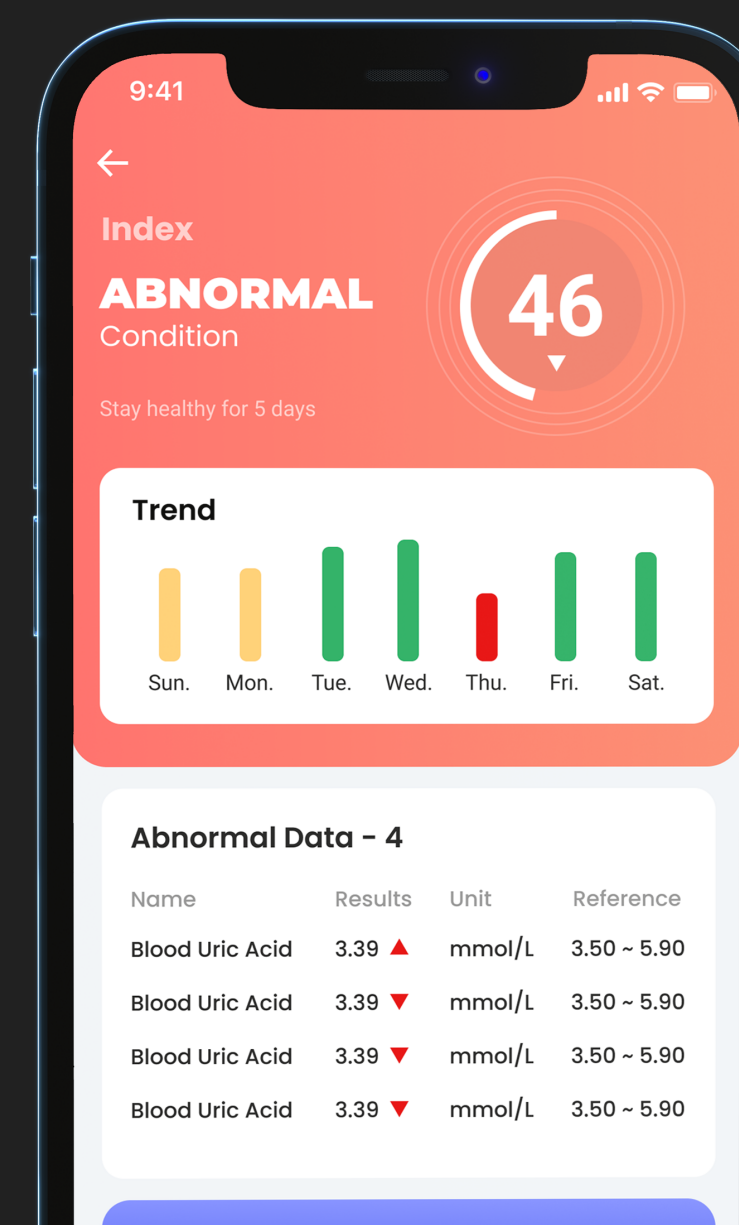 9:41
Index
ABNORMAL
Condition
46
Stay healthy for 5 days
Trend
Sun. Mon. Tue. Wed. Thu. Fri. Sat.
Abnormal Data - 4
Name Results Unit Reference
Blood Uric Acid 3.39 ▲ mmol/L 3.50 ~ 5.90
Blood Uric Acid 3.39 ▼ mmol/L 3.50 ~ 5.90
Blood Uric Acid 3.39 ▼ mmol/L 3.50 ~ 5.90
Blood Uric Acid 3.39 ▼ mmol/L 3.50 ~ 5.90